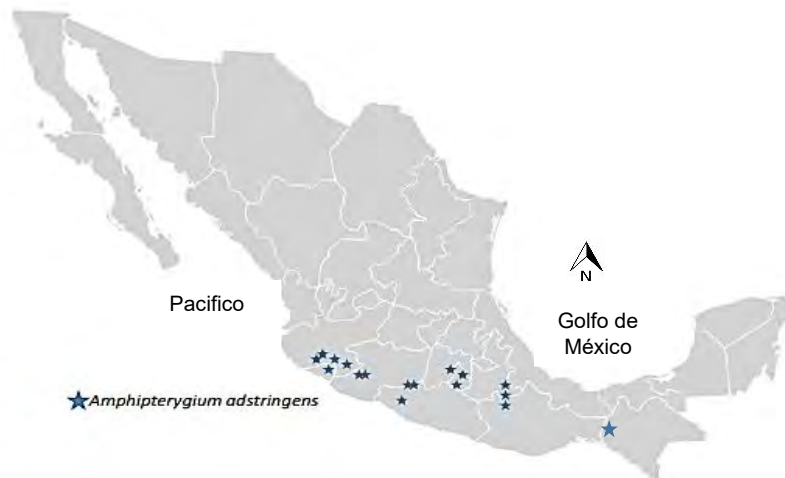 Pacifico
N
Golfo de
México
Amphipterygium adstringens